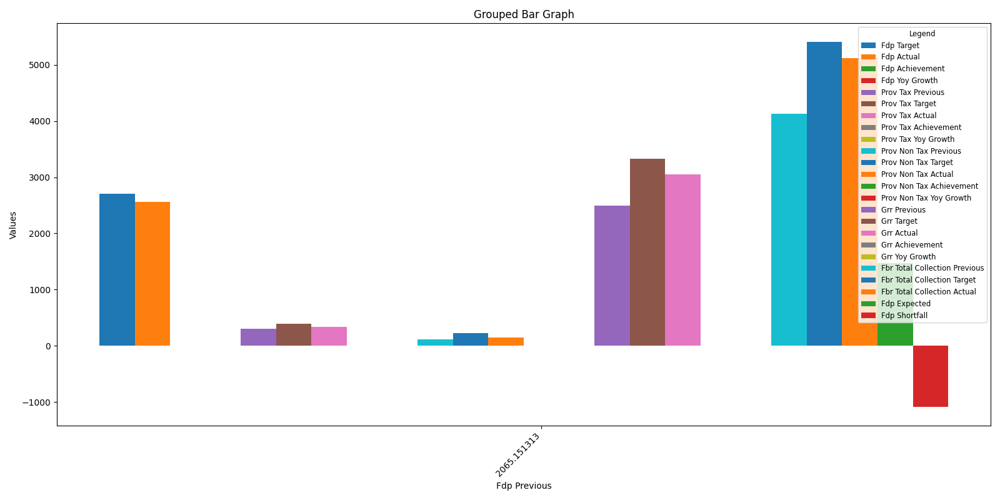 Grouped Bar Graph
Legend
Fdp Target
Fdp Actual
Fdp Achievement
Fdp Yoy Growth
Prov Tax Previous
Prov Tax Target
Prov Tax Actual
Prov Tax Achievement
Prov Tax Yoy Growth
Prov Non Tax Previous
Prov Non Tax Target
Prov Non Tax Actual
Prov Non Tax Achievement
Prov Non Tax Yoy Growth
Grr Previous
Grr Target
Grr Actual
Grr Achievement
Grr Yoy Growth
Fbr Total Collection Previous
Fbr Total Collection Target
Fbr Total Collection Actual
Fdp Expected
Fdp Shortfall
Values
5000
4000
3000
2000
1000
0
−1000
2065.151313
Fdp Previous